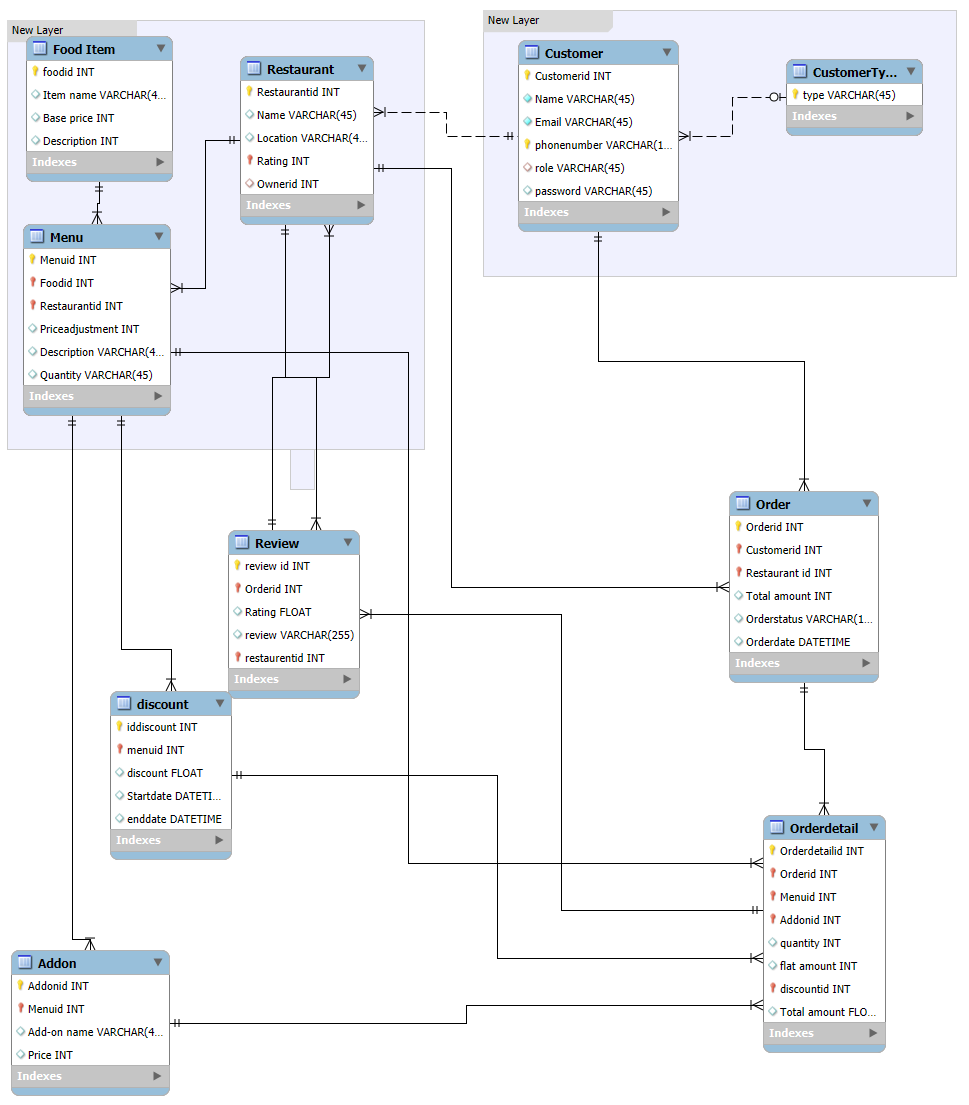 New Layer
Food Item
foodid INT
Item name VARCHAR(4...
Base price INT
Description INT
Indexes
Restaurant
Restaurantid INT
Name VARCHAR(45)
Location VARCHAR(4...
Rating INT
Ownerid INT
Indexes
Menu
Menuid INT
Foodid INT
Restaurantid INT
Priceadjustment INT
Description VARCHAR(4...
Quantity VARCHAR(45)
Indexes
New Layer
Customer
Customerid INT
Name VARCHAR(45)
Email VARCHAR(45)
phonenumber VARCHAR(1...
role VARCHAR(45)
password VARCHAR(45)
Indexes
CustomerTy...
type VARCHAR(45)
Indexes
Order
Orderid INT
Customerid INT
Restaurant id INT
Total amount INT
Orderstatus VARCHAR(1...
Orderdate DATETIME
Indexes
Review
review id INT
Orderid INT
Rating FLOAT
review VARCHAR(255)
restaurentid INT
Indexes
discount
iddiscount INT
menuid INT
discount FLOAT
Startdate DATETI...
enddate DATETIME
Indexes
Orderdetail
Orderdetailid INT
Orderid INT
Menuid INT
Addonid INT
quantity INT
flat amount INT
discountid INT
Total amount FLO...
Indexes
Addon
Addonid INT
Menuid INT
Add-on name VARCHAR(4...
Price INT
Indexes